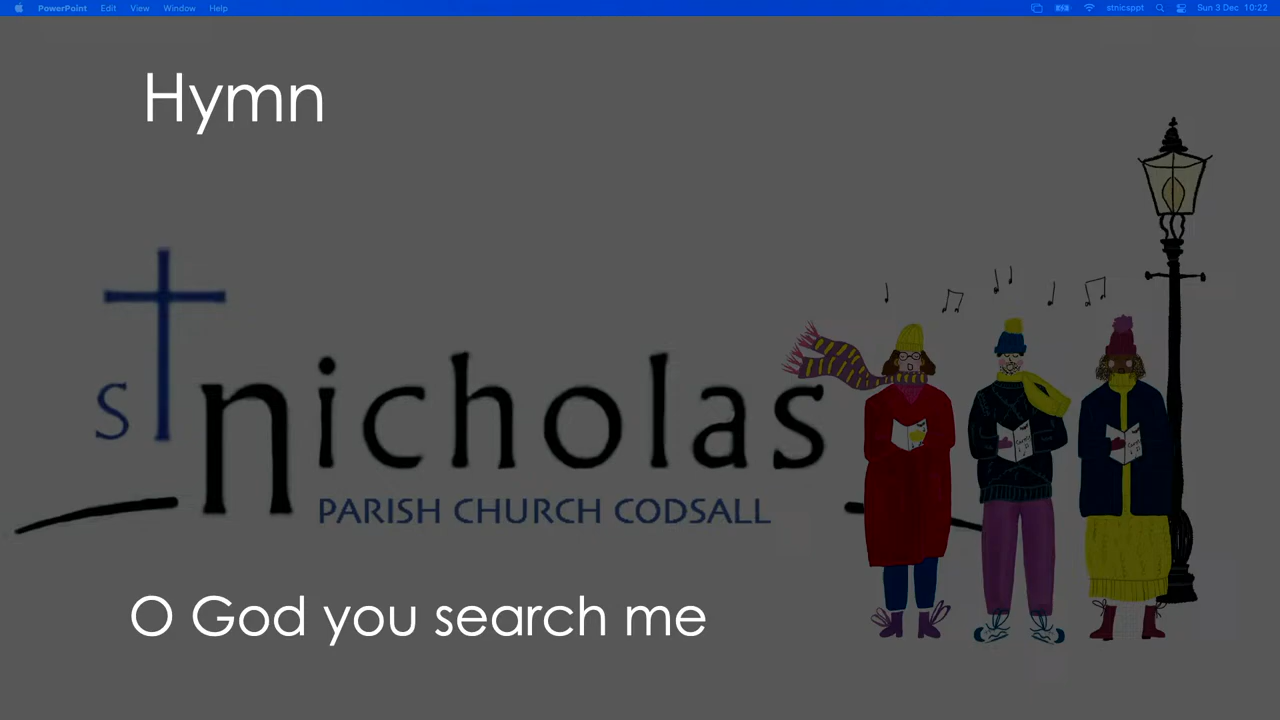 PowerPoint Edit View Window Help stnicsppt Sun 3 Dec 10:22
Hymn
st nicholas
PARISH CHURCH CODSALL
O God you search me